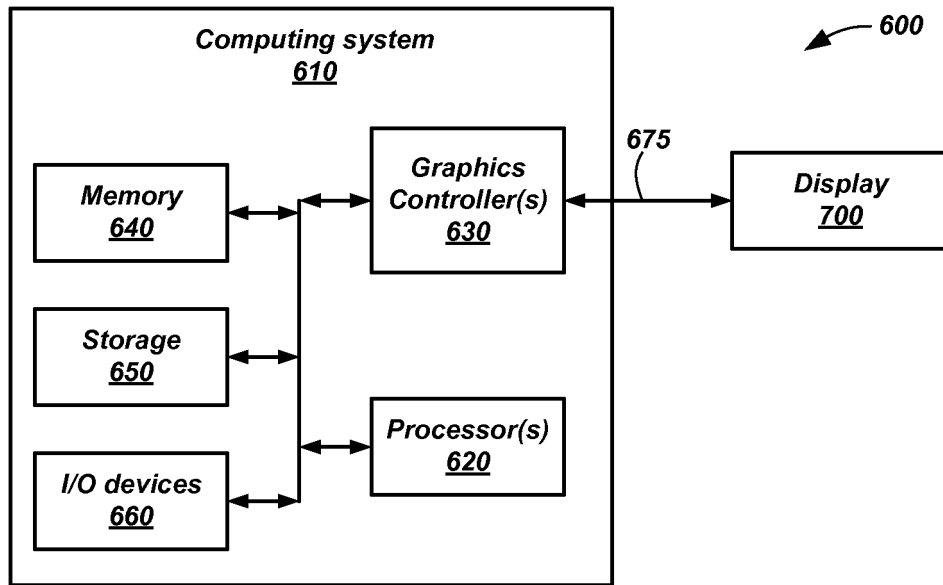 Computing system
610
600
Memory
640
Graphics
Controller(s)
630
675
Display
700
Storage
650
Processor(s)
620
I/O devices
660